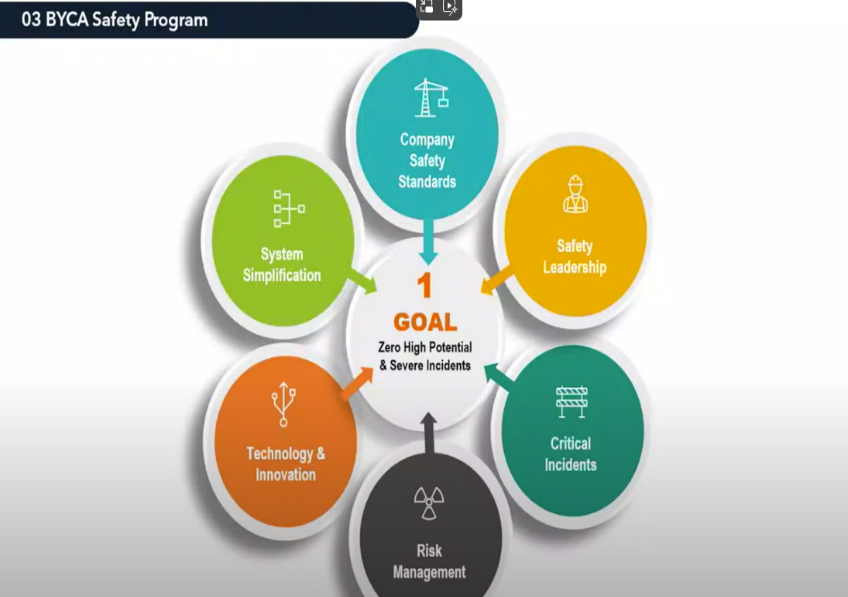 03 BYCA Safety Program
Company
Safety
Standards
Safety
Leadership
Critical
Incidents
Risk
Management
Technology &
Innovation
System
Simplification
1
GOAL
Zero High Potential
& Severe Incidents